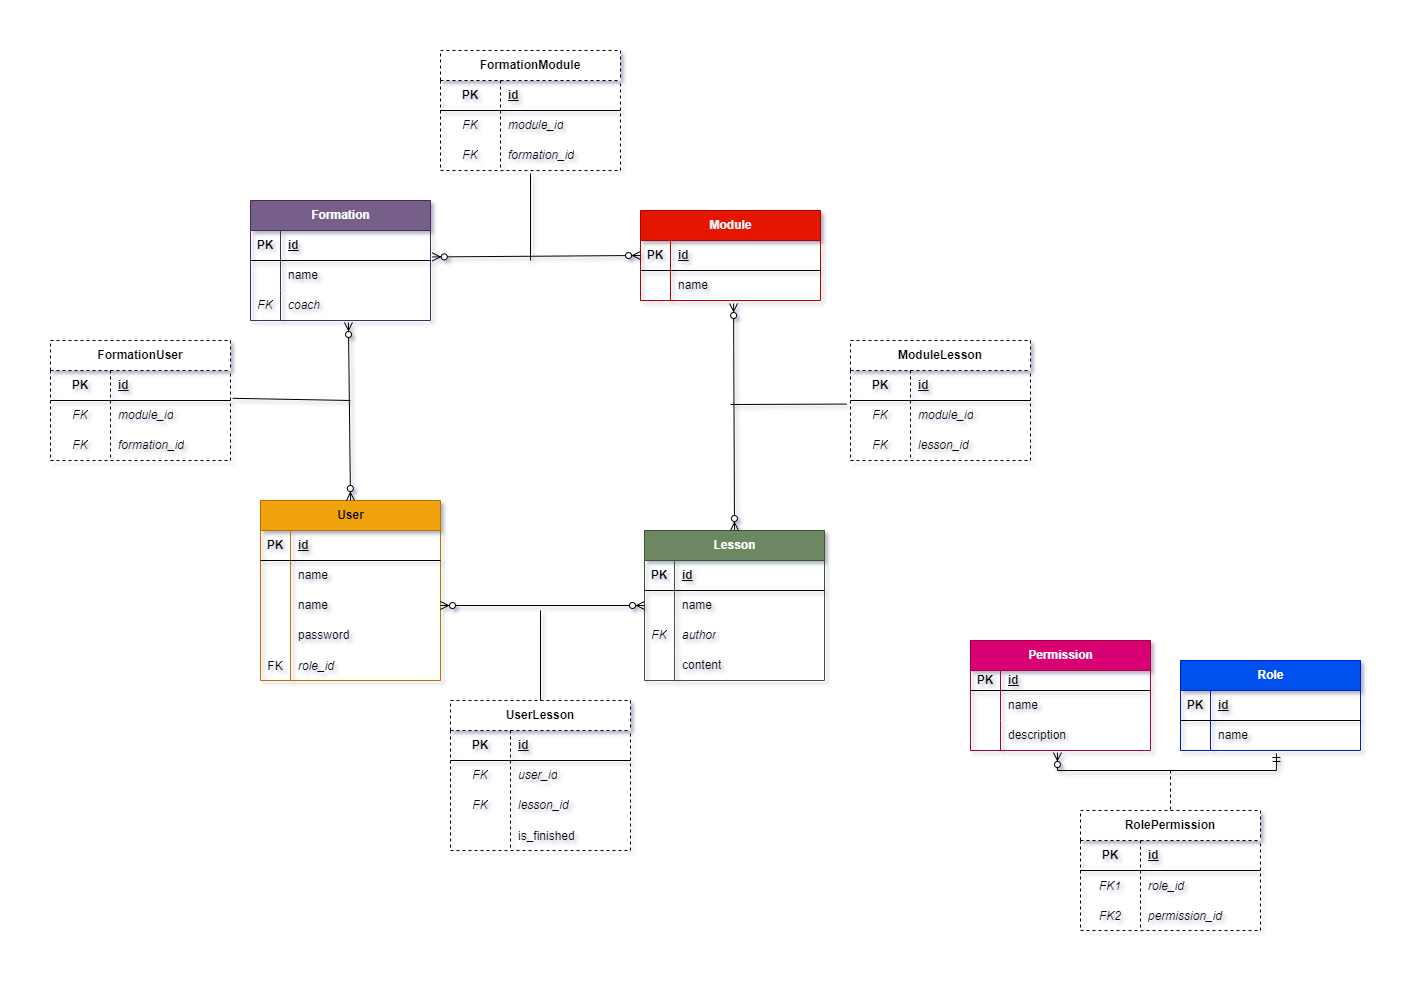 FormationModule
PK id
FK module_id
FK formation_id
Formation
PK id
name
FK coach
Module
PK id
name
FormationUser
PK id
FK module_id
FK formation_id
ModuleLesson
PK id
FK module_id
FK lesson_id
User
PK id
name
name
password
FK role_id
Lesson
PK id
name
FK author
content
UserLesson
PK id
FK user_id
FK lesson_id
is_finished
Permission
PK id
name
description
Role
PK id
name
RolePermission
PK id
FK1 role_id
FK2 permission_id